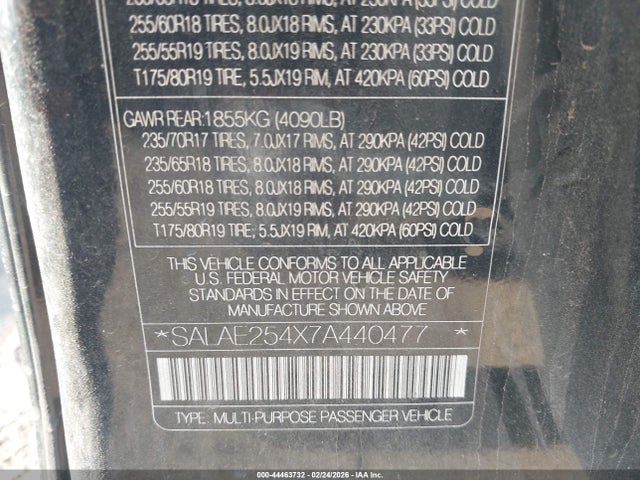 255/60R18 TIRES, 8.0JX18 RIMS, AT 230KPA (33PSI) COLD
255/55R19 TIRES, 8.0JX19 RIMS, AT 230KPA (33PSI) COLD
T175/80R19 TIRE, 5.5JX19 RIM, AT 420KPA (60PSI) COLD
GAWR REAR:1855KG (4090LB)
235/70R17 TIRES, 7.0JX17 RIMS, AT 290KPA (42PSI) COLD
235/65R18 TIRES, 8.0JX18 RIMS, AT 290KPA (42PSI) COLD
255/60R18 TIRES, 8.0JX18 RIMS, AT 290KPA (42PSI) COLD
255/55R19 TIRES, 8.0JX19 RIMS, AT 290KPA (42PSI) COLD
T175/80R19 TIRE, 5.5JX19 RIM, AT 420KPA (60PSI) COLD
THIS VEHICLE CONFORMS TO ALL APPLICABLE
U.S. FEDERAL MOTOR VEHICLE SAFETY
STANDARDS IN EFFECT ON THE DATE OF
MANUFACTURE SHOWN ABOVE
*SALAE254X7A440477 *
TYPE: MULTI-PURPOSE PASSENGER VEHICLE
000-44463732 - 02/24/2026 - IAAI.COM